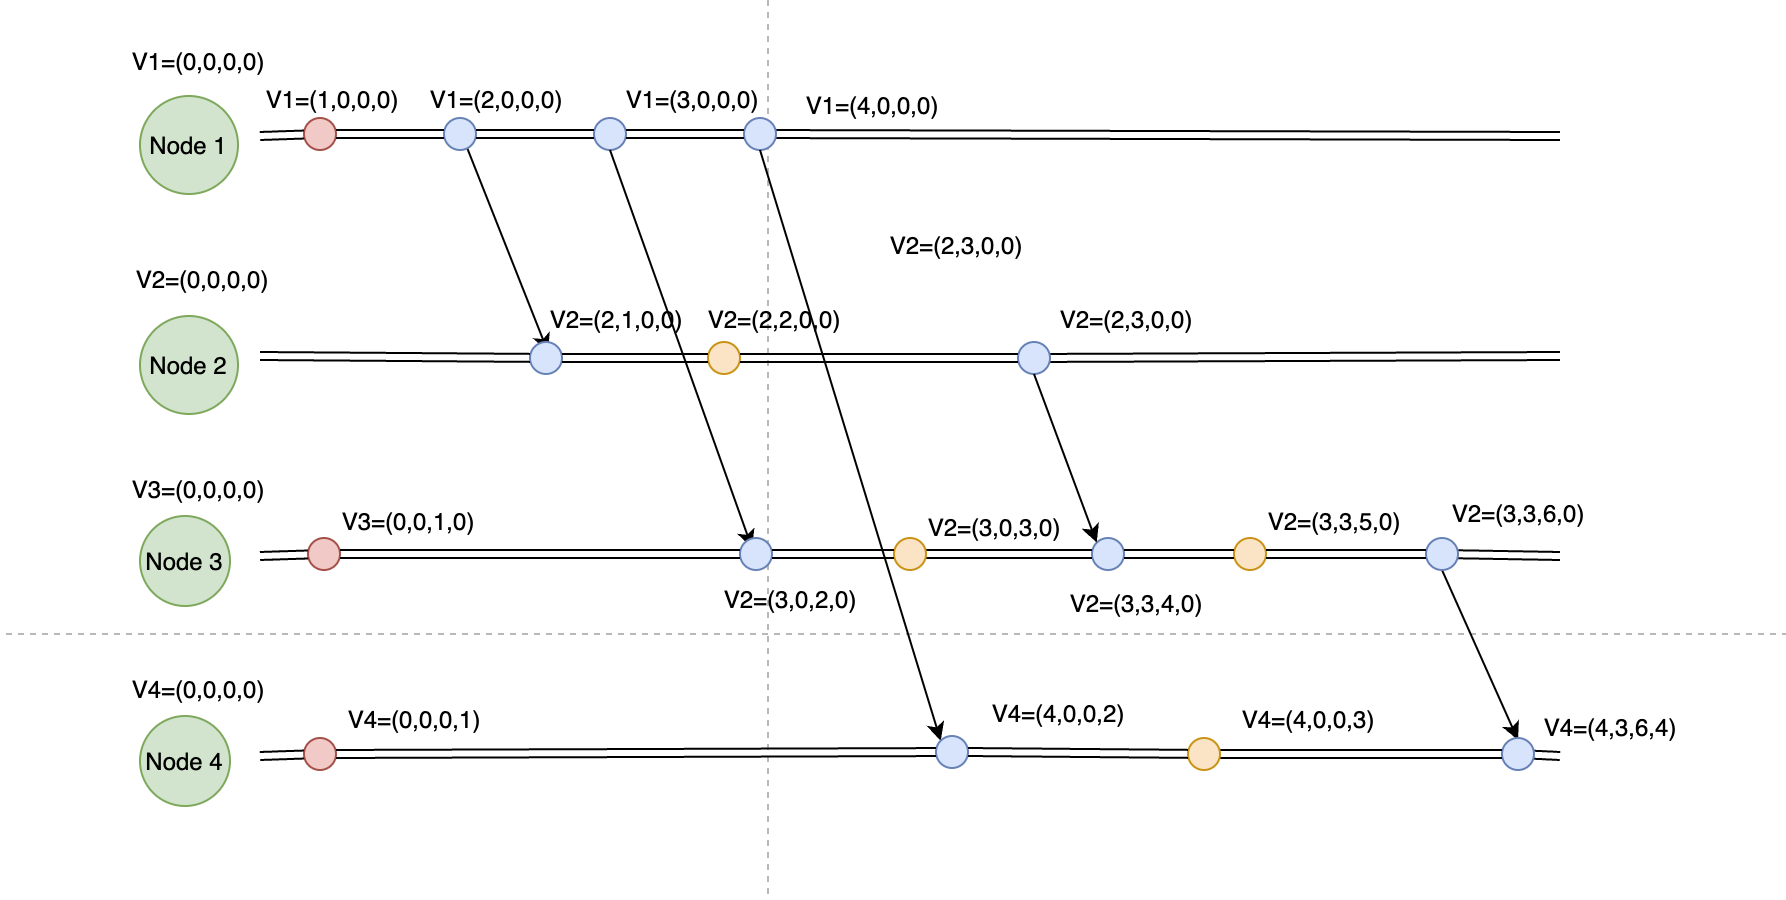 V1=(0,0,0,0)
V1=(1,0,0,0)
V1=(2,0,0,0)
V1=(3,0,0,0)
V1=(4,0,0,0)
Node 1
V2=(2,3,0,0)
V2=(0,0,0,0)
V2=(2,1,0,0)
V2=(2,2,0,0)
V2=(2,3,0,0)
Node 2
V3=(0,0,0,0)
V3=(0,0,1,0)
V2=(3,0,3,0)
V2=(3,3,5,0)
V2=(3,3,6,0)
Node 3
V2=(3,0,2,0)
V2=(3,3,4,0)
V4=(0,0,0,0)
V4=(0,0,0,1)
V4=(4,0,0,2)
V4=(4,0,0,3)
V4=(4,3,6,4)
Node 4